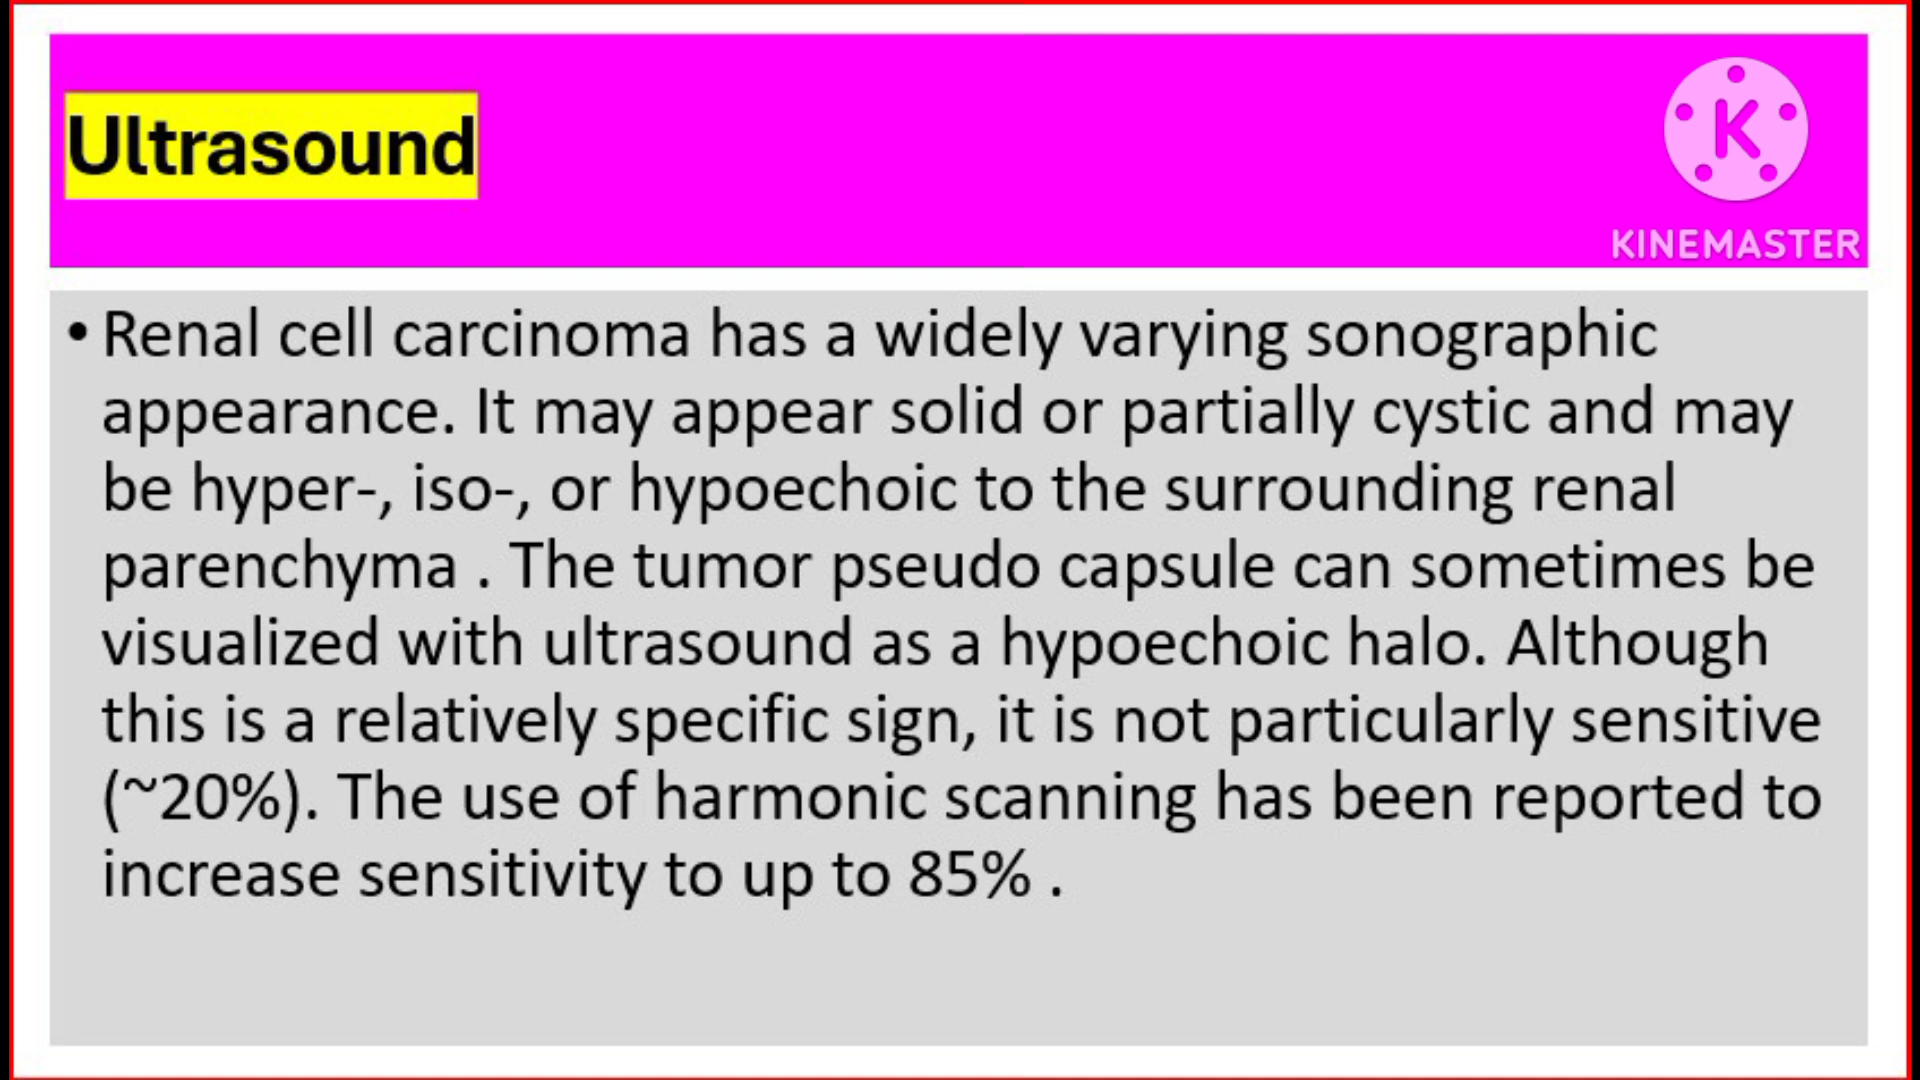 Ultrasound
K
KINEMASTER
• Renal cell carcinoma has a widely varying sonographic
appearance. It may appear solid or partially cystic and may
be hyper-, iso-, or hypoechoic to the surrounding renal
parenchyma . The tumor pseudo capsule can sometimes be
visualized with ultrasound as a hypoechoic halo. Although
this is a relatively specific sign, it is not particularly sensitive
(~20%). The use of harmonic scanning has been reported to
increase sensitivity to up to 85% .